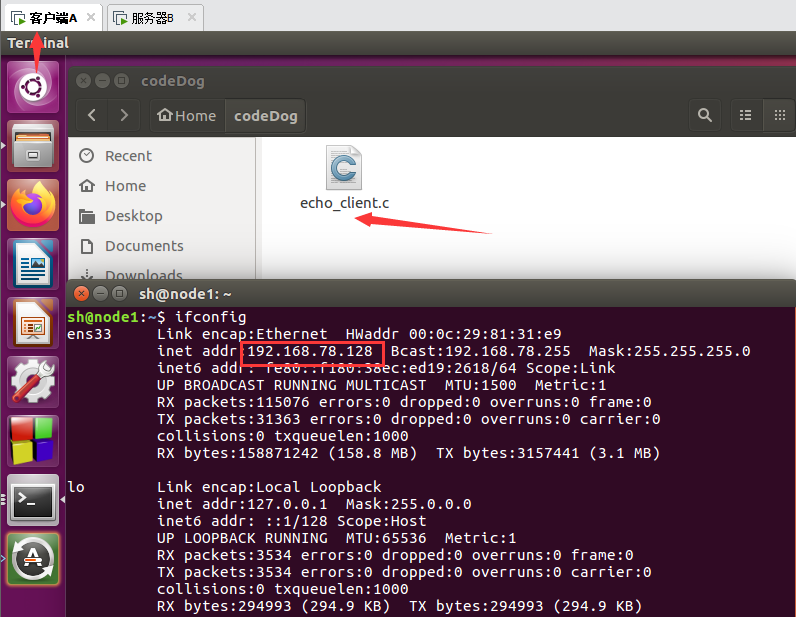 客户端A
服务器B
Terminal
codeDog
Home
codeDog
Recent
Home
Desktop
Documents
Downloads
echo_client.c
sh@node1: ~
sh@node1:~$ ifconfig
ens33 Link encap:Ethernet HWaddr 00:0c:29:81:31:e9
inet addr:192.168.78.128 Bcast:192.168.78.255 Mask:255.255.255.0
inet6 addr: fe80::f180:58ec:ed19:2618/64 Scope:Link
UP BROADCAST RUNNING MULTICAST MTU:1500 Metric:1
RX packets:115076 errors:0 dropped:0 overruns:0 frame:0
TX packets:31363 errors:0 dropped:0 overruns:0 carrier:0
collisions:0 txqueuelen:1000
RX bytes:158871242 (158.8 MB) TX bytes:3157441 (3.1 MB)
lo Link encap:Local Loopback
inet addr:127.0.0.1 Mask:255.0.0.0
inet6 addr: ::1/128 Scope:Host
UP LOOPBACK RUNNING MTU:65536 Metric:1
RX packets:3534 errors:0 dropped:0 overruns:0 frame:0
TX packets:3534 errors:0 dropped:0 overruns:0 carrier:0
collisions:0 txqueuelen:1000
RX bytes:294993 (294.9 KB) TX bytes:294993 (294.9 KB)